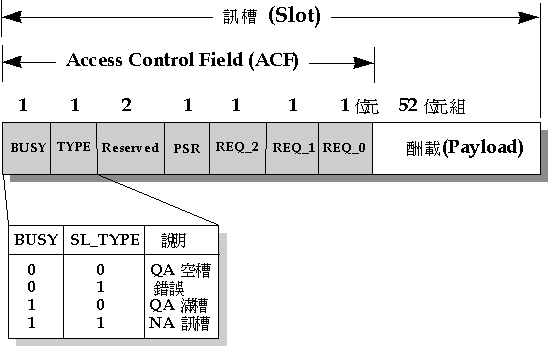 訊槽 (Slot)
Access Control Field (ACF)
1 1 2 1 1 1 1 位元 52 位元組
BUSY TYPE Reserved PSR REQ_2 REQ_1 REQ_0 酬載(Payload)
BUSY SL_TYPE 說明
0 0 QA 空槽
0 1 錯誤
1 0 QA 滿槽
1 1 NA 訊槽